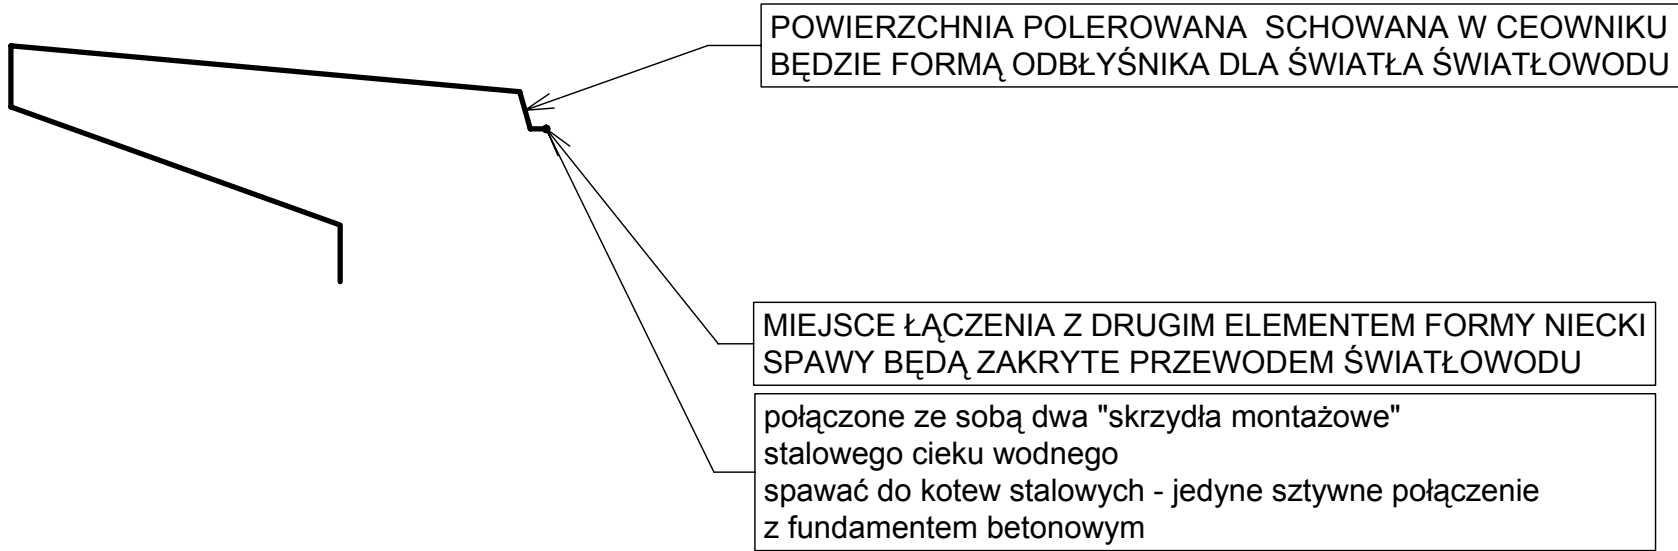 POWIERZCHNIA POLEROWANA SCHOWANA W CEOWNIKU
BĘDZIE FORMĄ ODBŁYŚNIKA DLA ŚWIATŁA ŚWIATŁOWODU
MIEJSCE ŁĄCZENIA Z DRUGIM ELEMENTEM FORMY NIECKI
SPAWY BĘDĄ ZAKRYTE PRZEWODEM ŚWIATŁOWODU
połączone ze sobą dwa "skrzydła montażowe"
stalowego cieku wodnego
spawać do kotew stalowych - jedyne sztywne połączenie
z fundamentem betonowym